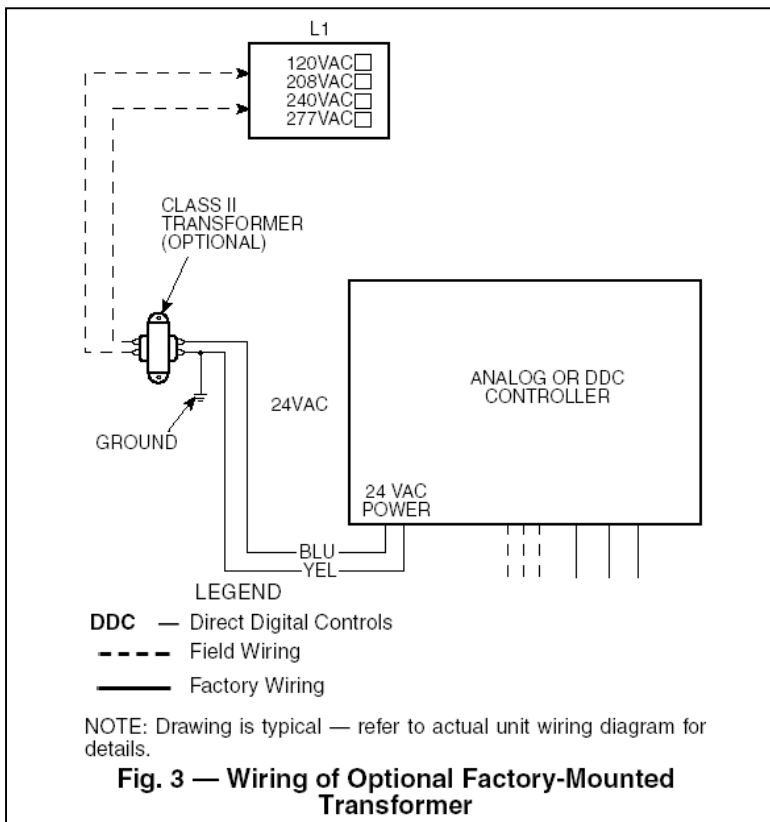 L1
120VAC
208VAC
240VAC
277VAC
CLASS II
TRANSFORMER
(OPTIONAL)
GROUND
24VAC
ANALOG OR DDC
CONTROLLER
24 VAC
POWER
BLU
YEL
LEGEND
DDC — Direct Digital Controls
Field Wiring
Factory Wiring
NOTE: Drawing is typical — refer to actual unit wiring diagram for
details.
Fig. 3 — Wiring of Optional Factory-Mounted
Transformer